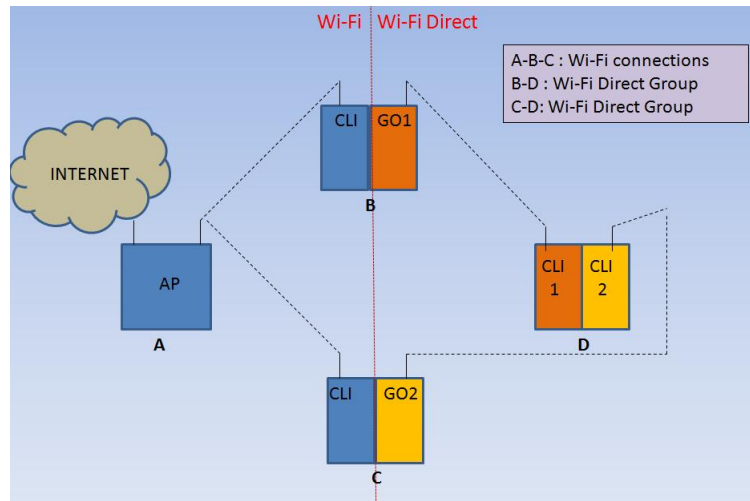 Wi-Fi Wi-Fi Direct
A-B-C : Wi-Fi connections
B-D : Wi-Fi Direct Group
C-D: Wi-Fi Direct Group
INTERNET
CLI GO1
B
AP
A
CLI 1
CLI 2
D
CLI GO2
C